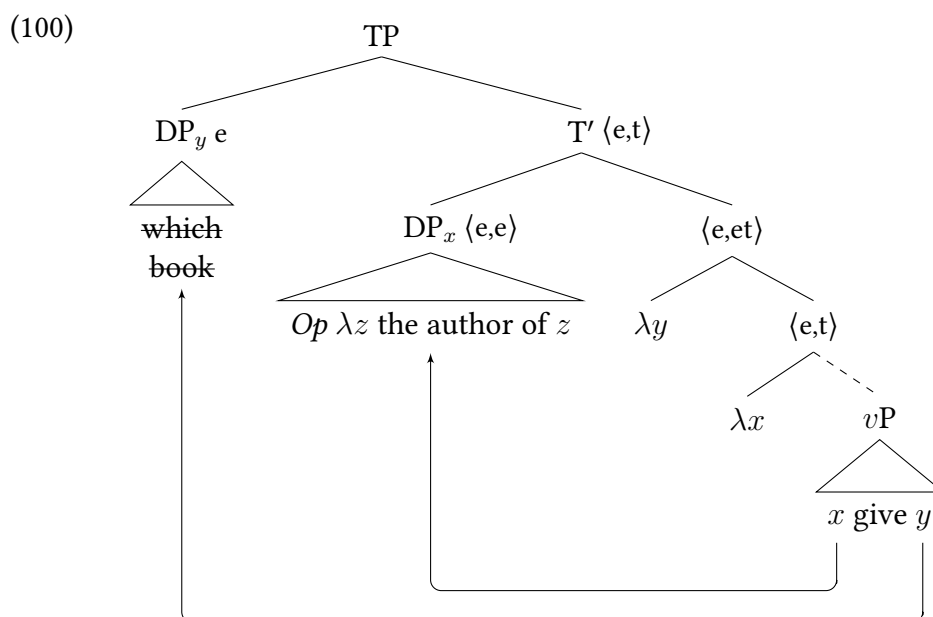 (100)
TP
DP_y e
T′ ⟨e,t⟩
which
book
DP_x ⟨e,e⟩
⟨e,et⟩
Op λz the author of z
λy
⟨e,t⟩
λx
vP
x give y